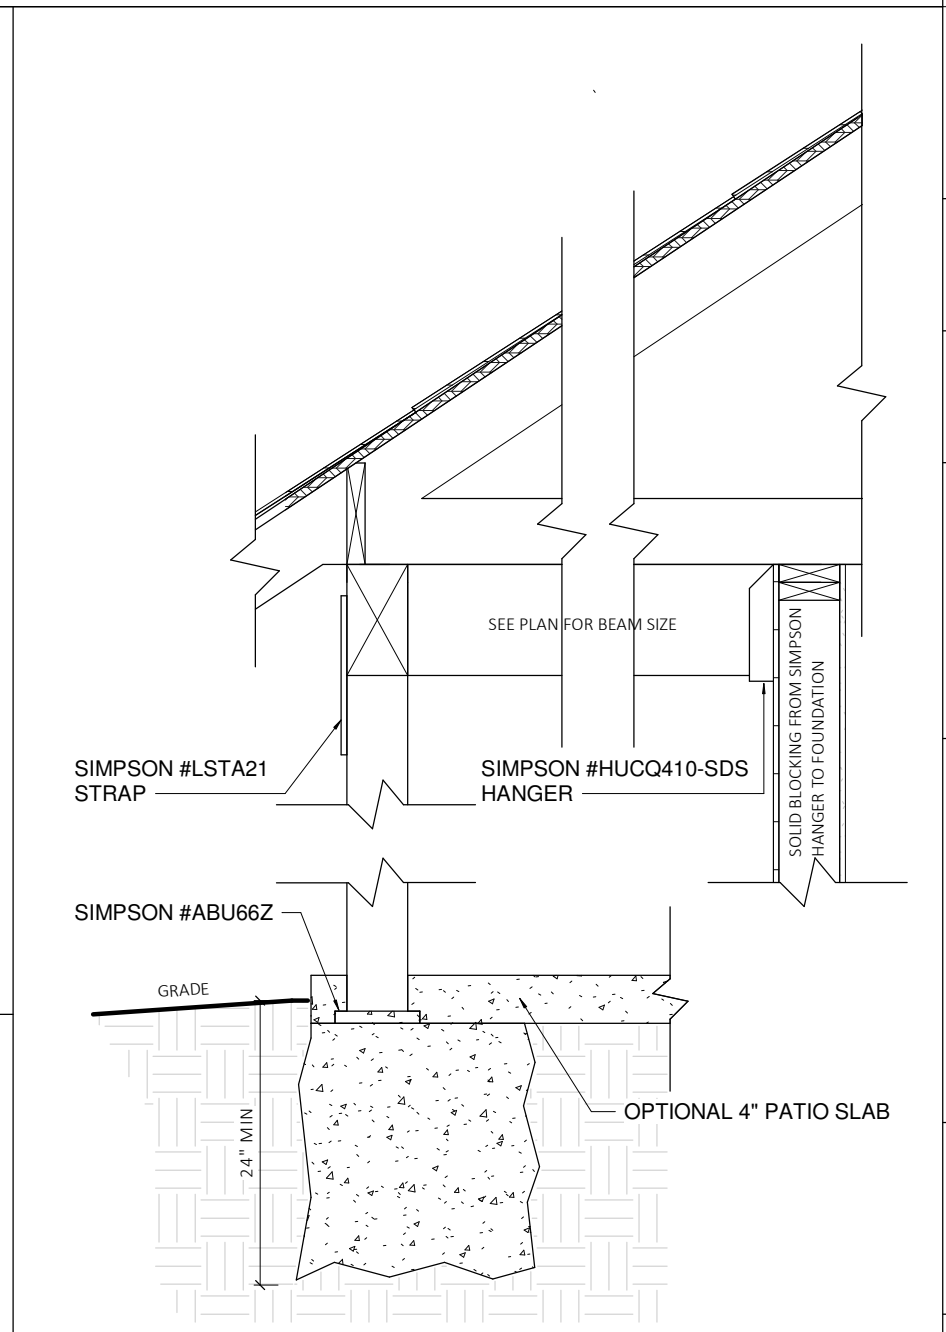 SEE PLAN FOR BEAM SIZE
SOLID BLOCKING FROM SIMPSON
HANGER TO FOUNDATION
SIMPSON #LSTA21
STRAP
SIMPSON #HUCQ410-SDS
HANGER
SIMPSON #ABU66Z
GRADE
24" MIN
OPTIONAL 4" PATIO SLAB